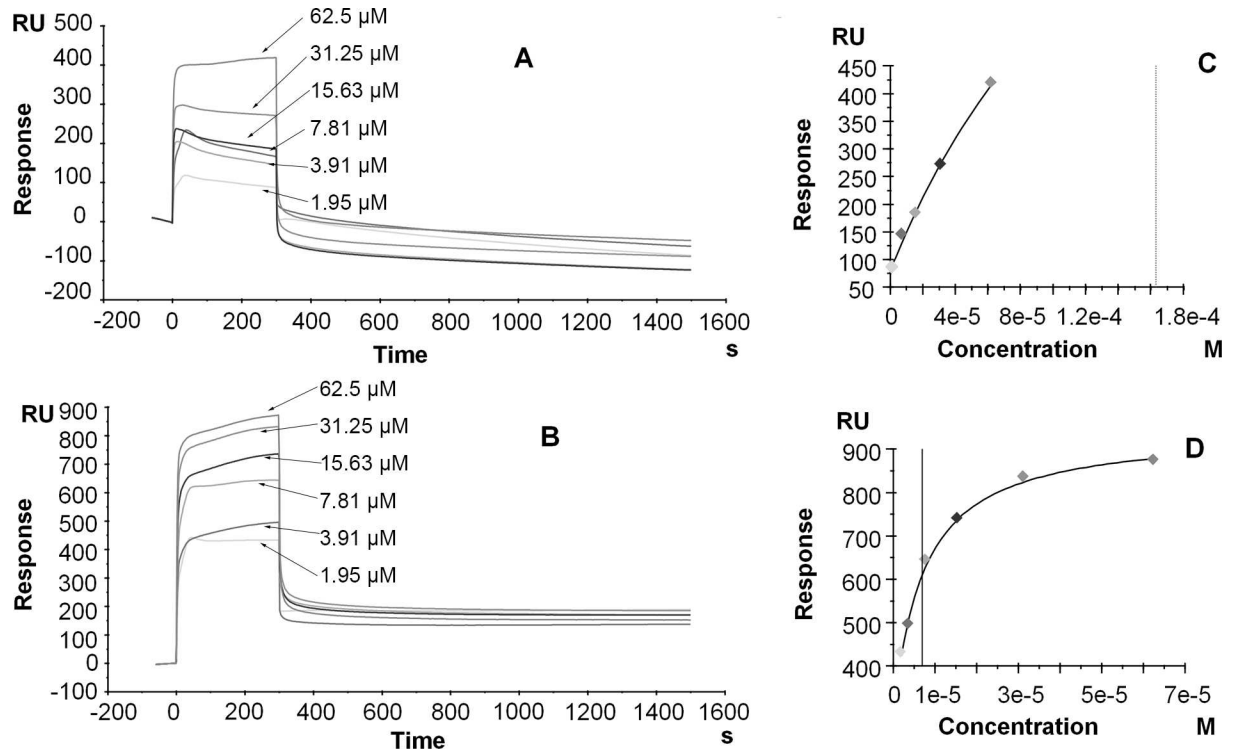 RU
500
400
300
200
100
0
-100
-200
Response
-200 0 200 400 600 800 1000 1200 1400 1600
Time
s
62.5 µM
31.25 µM
15.63 µM
7.81 µM
3.91 µM
1.95 µM
A
RU
450
400
350
300
250
200
150
100
50
Response
0 4e-5 8e-5 1.2e-4 1.8e-4
Concentration
M
C
RU
900
800
700
600
500
400
300
200
100
0
-100
Response
-200 0 200 400 600 800 1000 1200 1400 1600
Time
s
62.5 µM
31.25 µM
15.63 µM
7.81 µM
3.91 µM
1.95 µM
B
RU
900
800
700
600
500
400
Response
0 1e-5 3e-5 5e-5 7e-5
Concentration
M
D